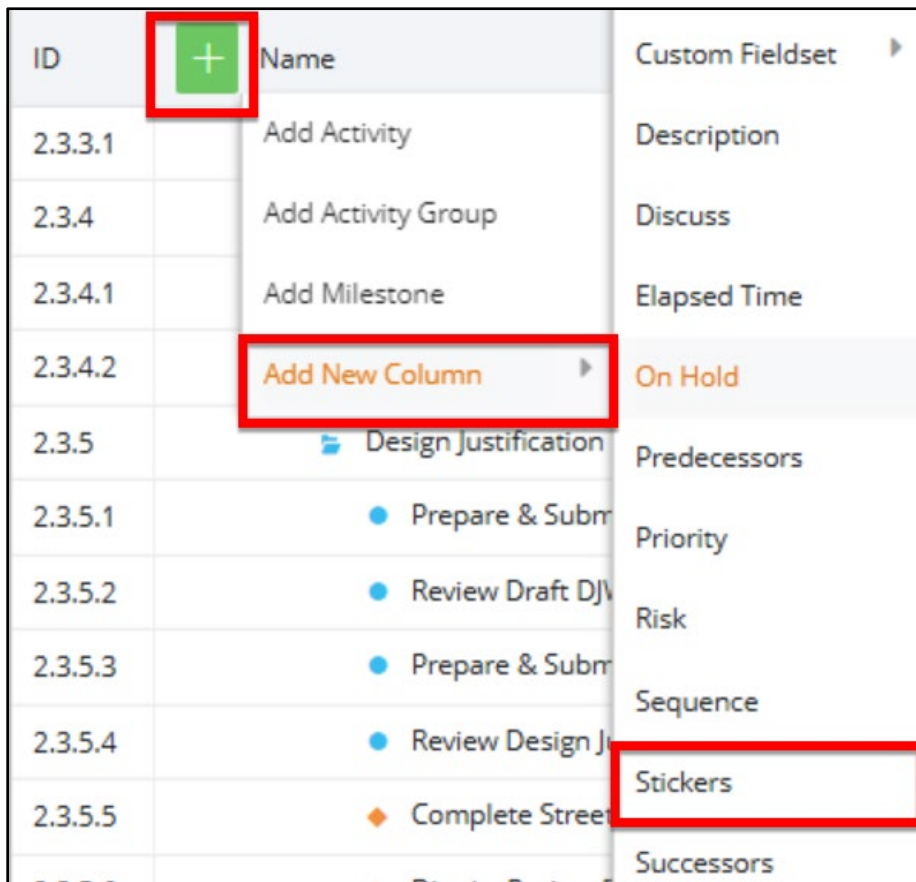 ID + Name Custom Fieldset
2.3.3.1 Add Activity Description
2.3.4 Add Activity Group Discuss
2.3.4.1 Add Milestone Elapsed Time
2.3.4.2 Add New Column On Hold
2.3.5 Design Justification Predecessors
2.3.5.1 Prepare & Subm Priority
2.3.5.2 Review Draft Risk
2.3.5.3 Prepare & Subm Sequence
2.3.5.4 Review Design Stickers
2.3.5.5 Complete Street Successors